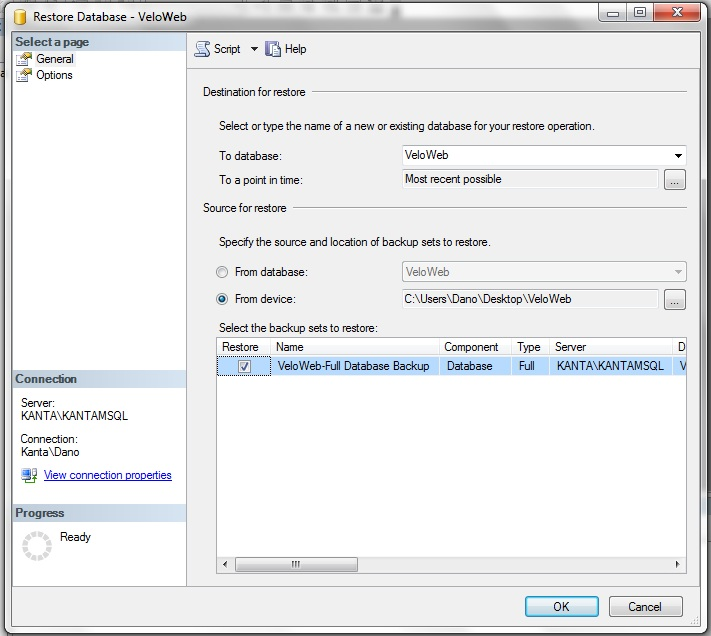 Restore Database - VeloWeb
Select a page
General
Options
Script
Help
Destination for restore
Select or type the name of a new or existing database for your restore operation.
To database:
VeloWeb
To a point in time:
Most recent possible
...
Source for restore
Specify the source and location of backup sets to restore.
From database:
VeloWeb
From device:
C:\Users\Dano\Desktop\VeloWeb
...
Select the backup sets to restore:
Restore Name Component Type Server D
VeloWeb-Full Database Backup Database Full KANTA\KANTAMSQL V
Connection
Server:
KANTA\KANTAMSQL
Connection:
Kanta\Dano
View connection properties
Progress
Ready
OK
Cancel